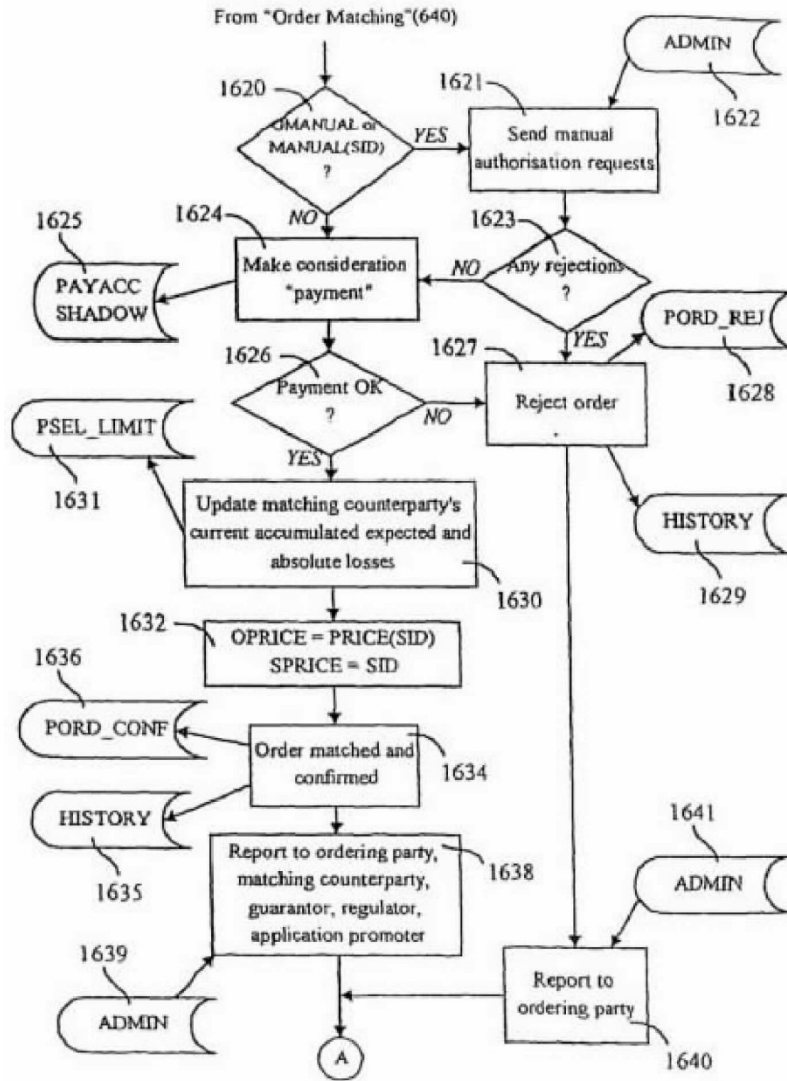 From "Order Matching"(640)
ADMIN
1622
1620
1621
GMANUAL or
MANUAL(SID)
?
YES
Send manual
authorisation requests
NO
1625
1624
1623
PAYACC
SHADOW
Make consideration
"payment"
NO
Any rejections
?
YES
PORD_REJ
1628
1626
1627
Payment OK
?
NO
Reject order
PSEL_LIMIT
1631
YES
Update matching counterparty's
current accumulated expected and
absolute losses
1630
HISTORY
1629
1632
OPRICE = PRICE(SID)
SPRICE = SID
1636
PORD_CONF
Order matched and
confirmed
1634
HISTORY
1635
Report to ordering party,
matching counterparty,
guarantor, regulator,
application promoter
1638
1641
ADMIN
1639
ADMIN
Report to
ordering party
1640
A